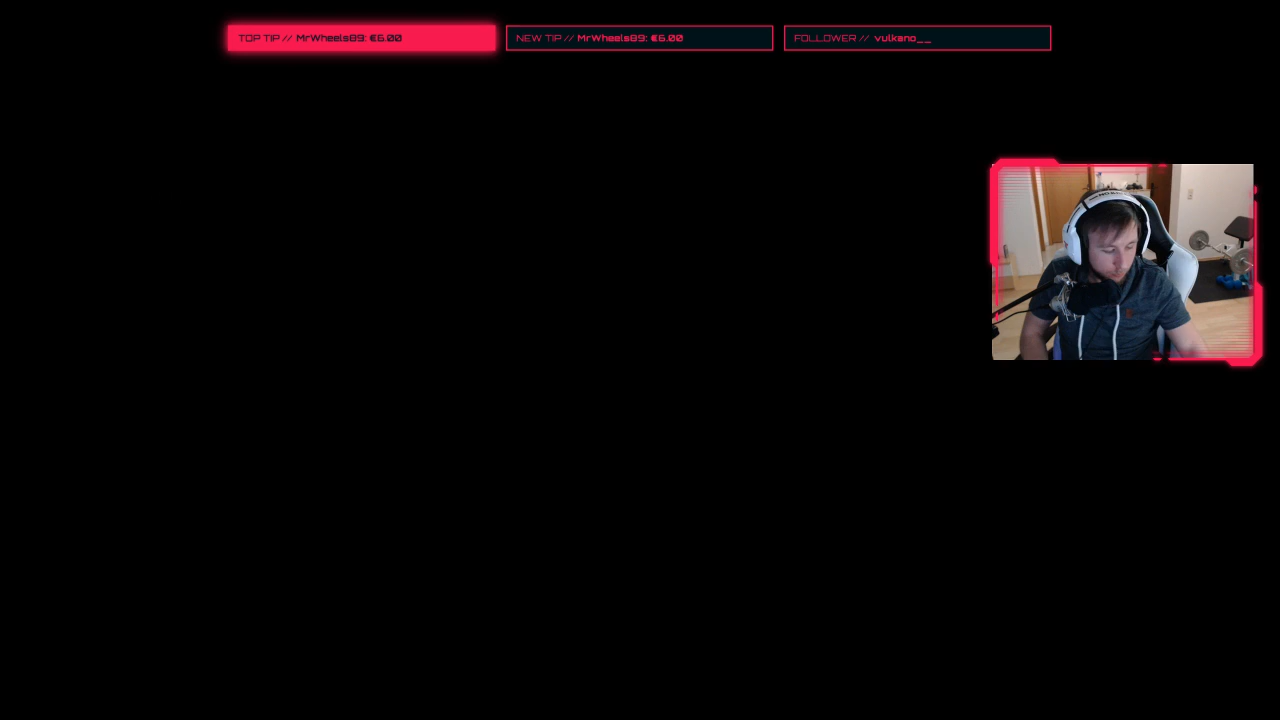 TOP TIP // MrWheels89: €6.00
NEW TIP // MrWheels89: €6.00
FOLLOWER // vulkano__